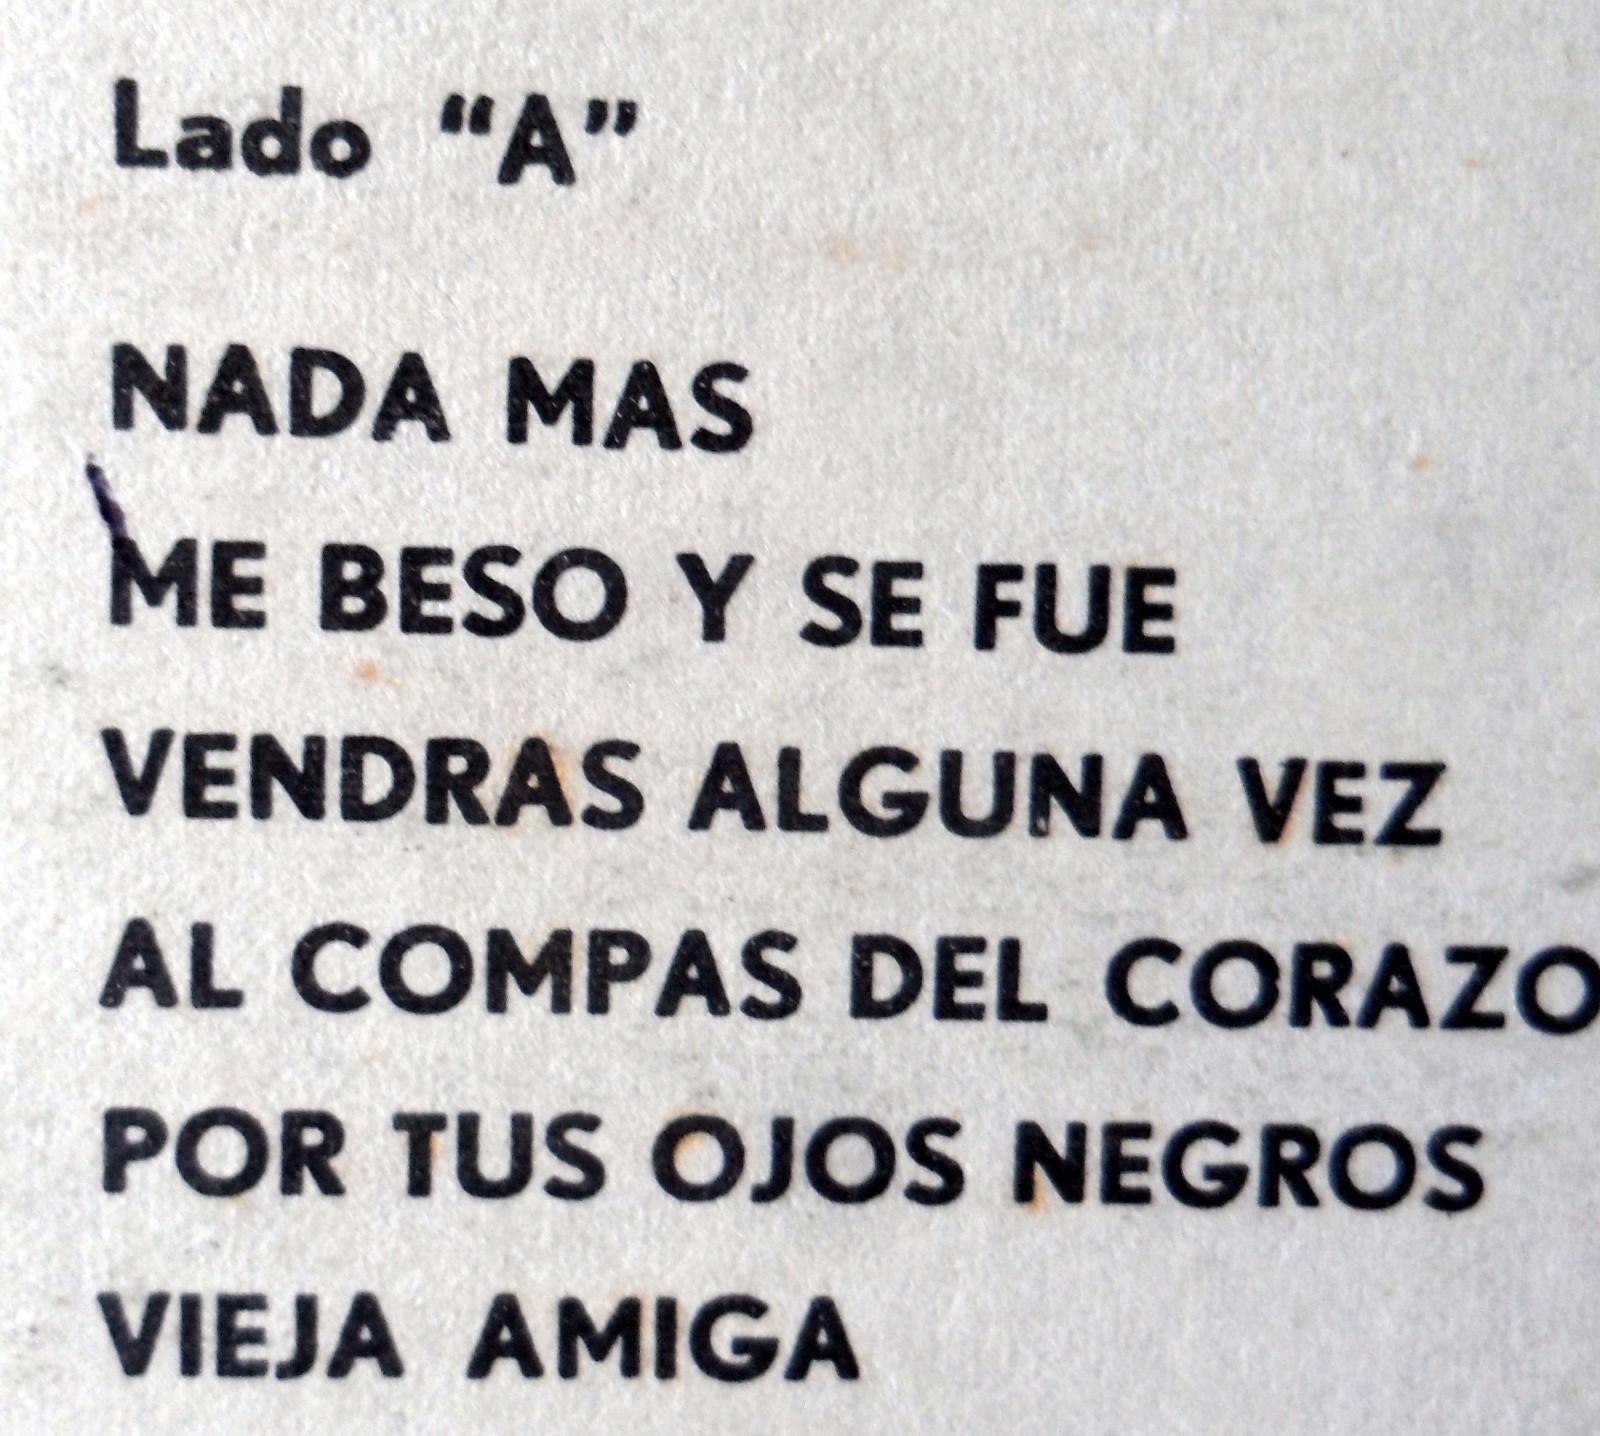 Lado “A”
NADA MAS
ME BESO Y SE FUE
VENDRAS ALGUNA VEZ
AL COMPAS DEL CORAZO
POR TUS OJOS NEGROS
VIEJA AMIGA